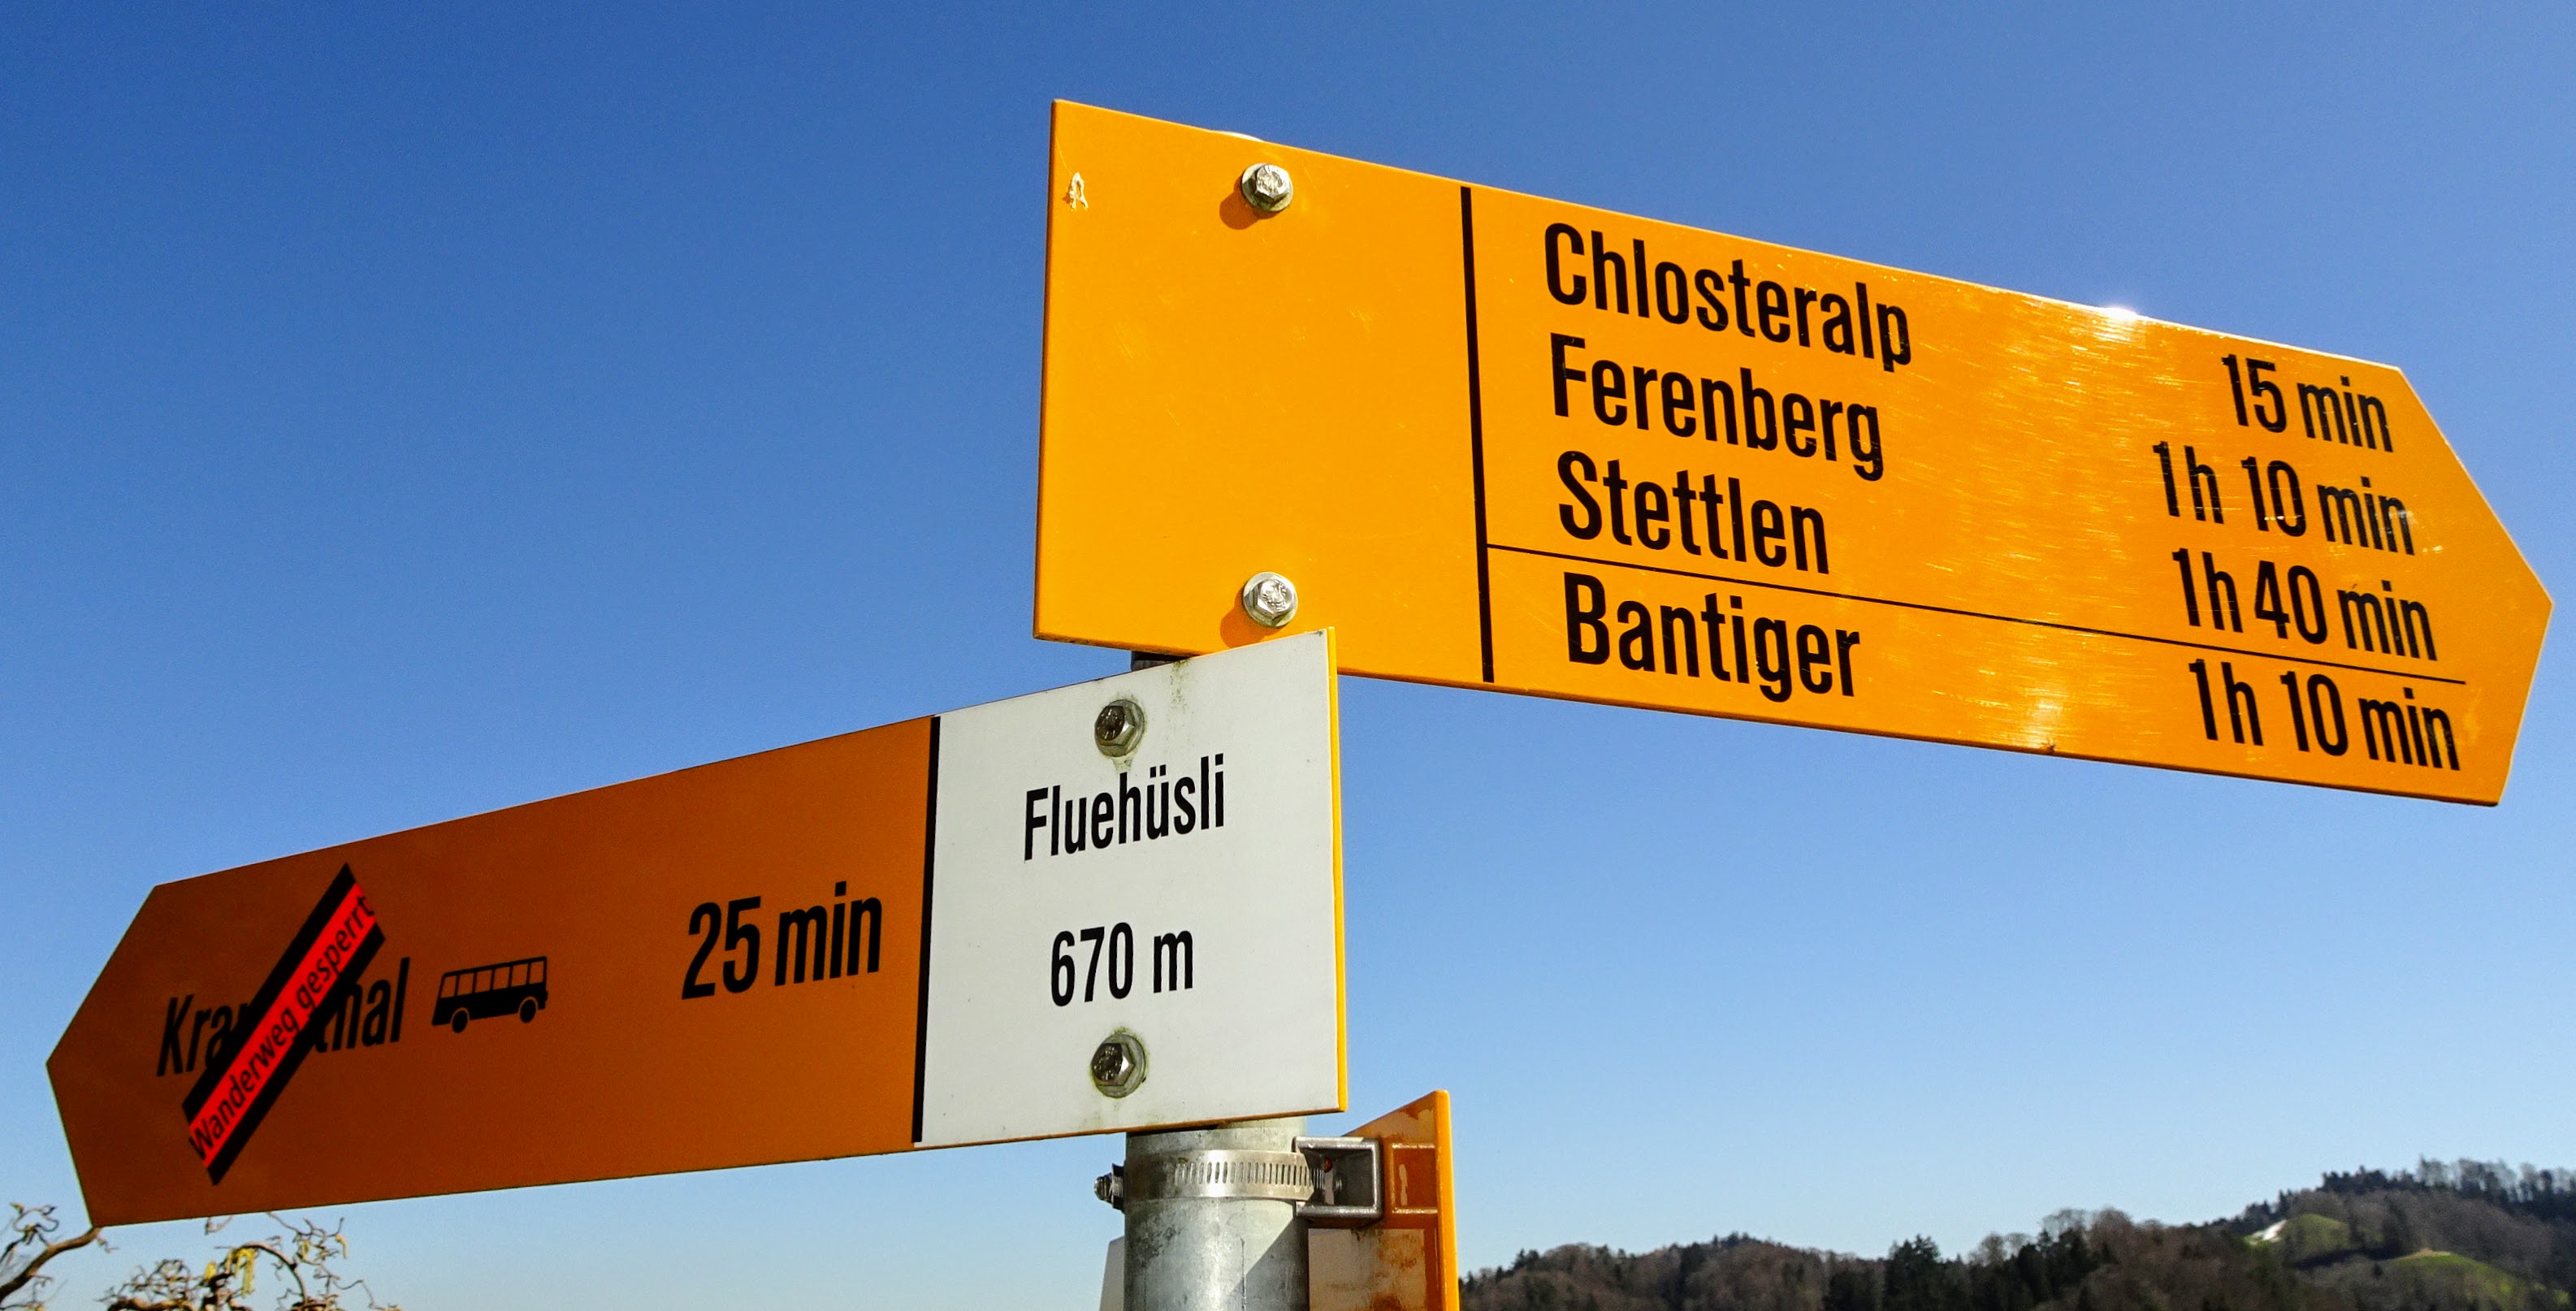 Chlosteralp 15 min
Ferenberg 1h 10 min
Stettlen 1h 40 min
Bantiger 1h 10 min
Fluehüsli
670 m
25 min
Wanderweg gesperrt